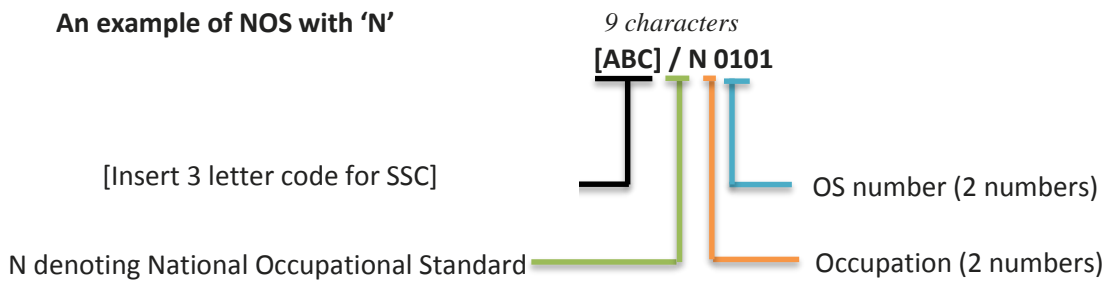 An example of NOS with ‘N’
9 characters
[ABC] / N 0101
[Insert 3 letter code for SSC]
OS number (2 numbers)
N denoting National Occupational Standard
Occupation (2 numbers)